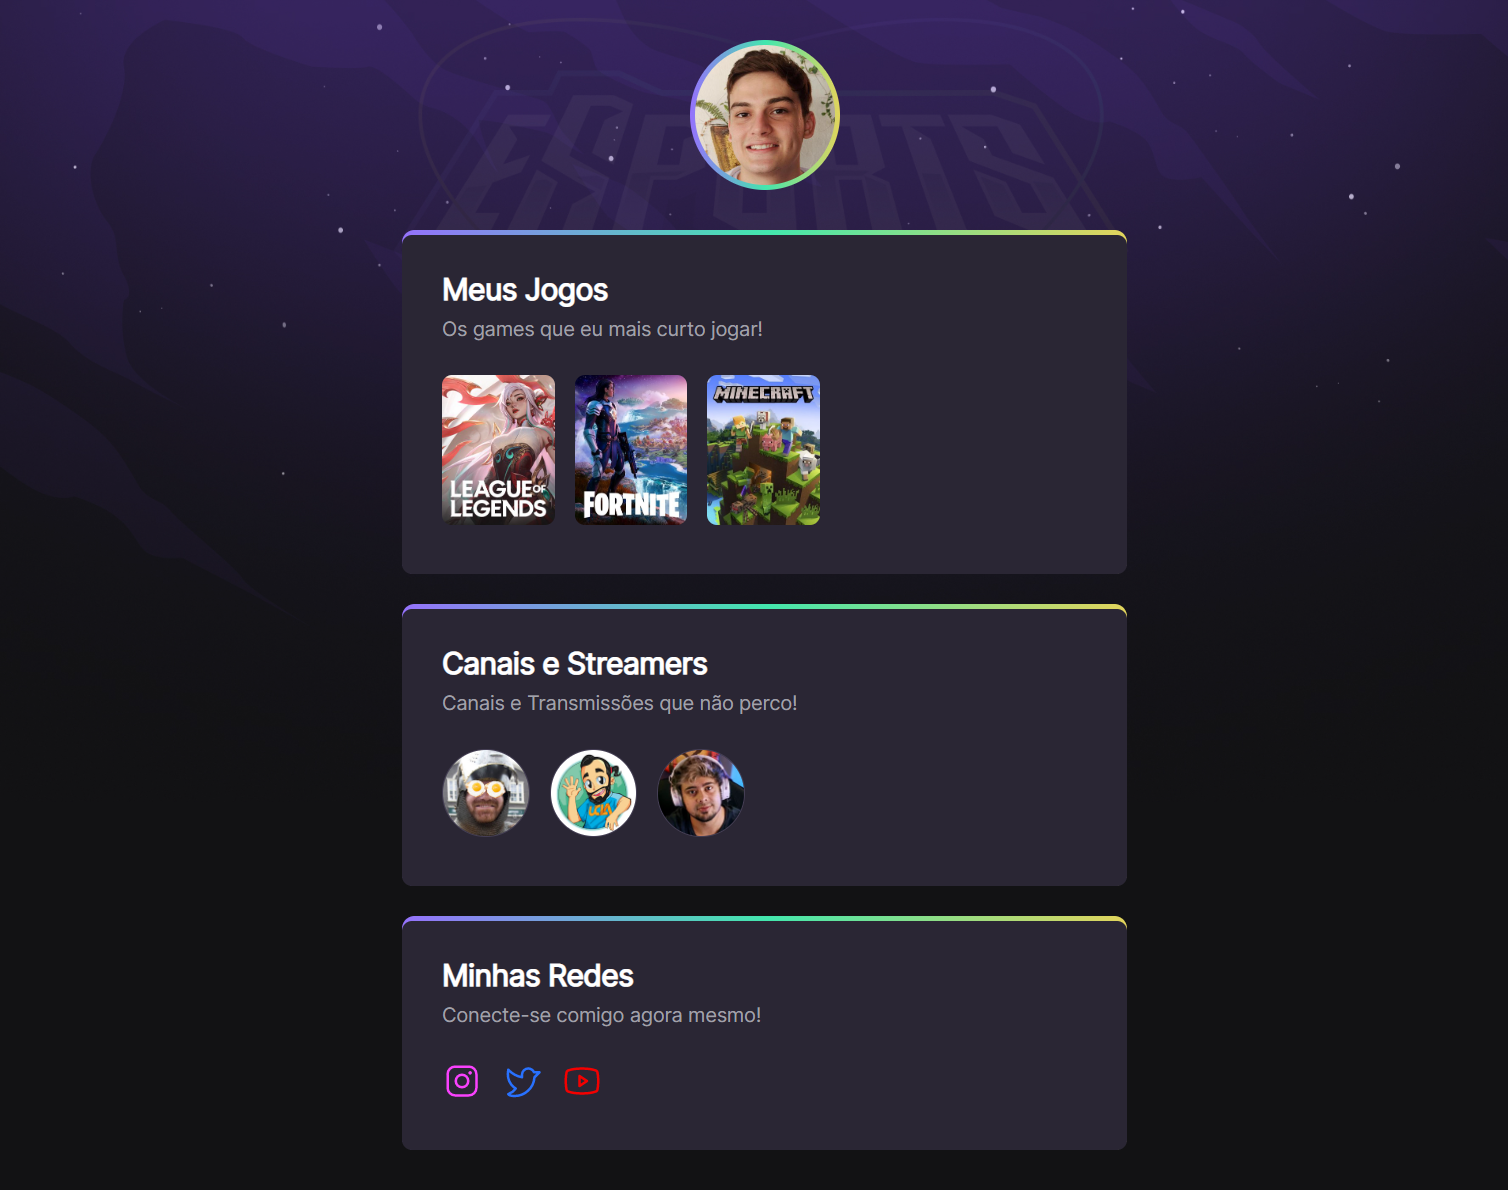 ESPORTS
Meus Jogos
Os games que eu mais curto jogar!
LEAGUE OF
LEGENDS
FORTNITE
MINECRAFT
Canais e Streamers
Canais e Transmissões que não perco!
Minhas Redes
Conecte-se comigo agora mesmo!